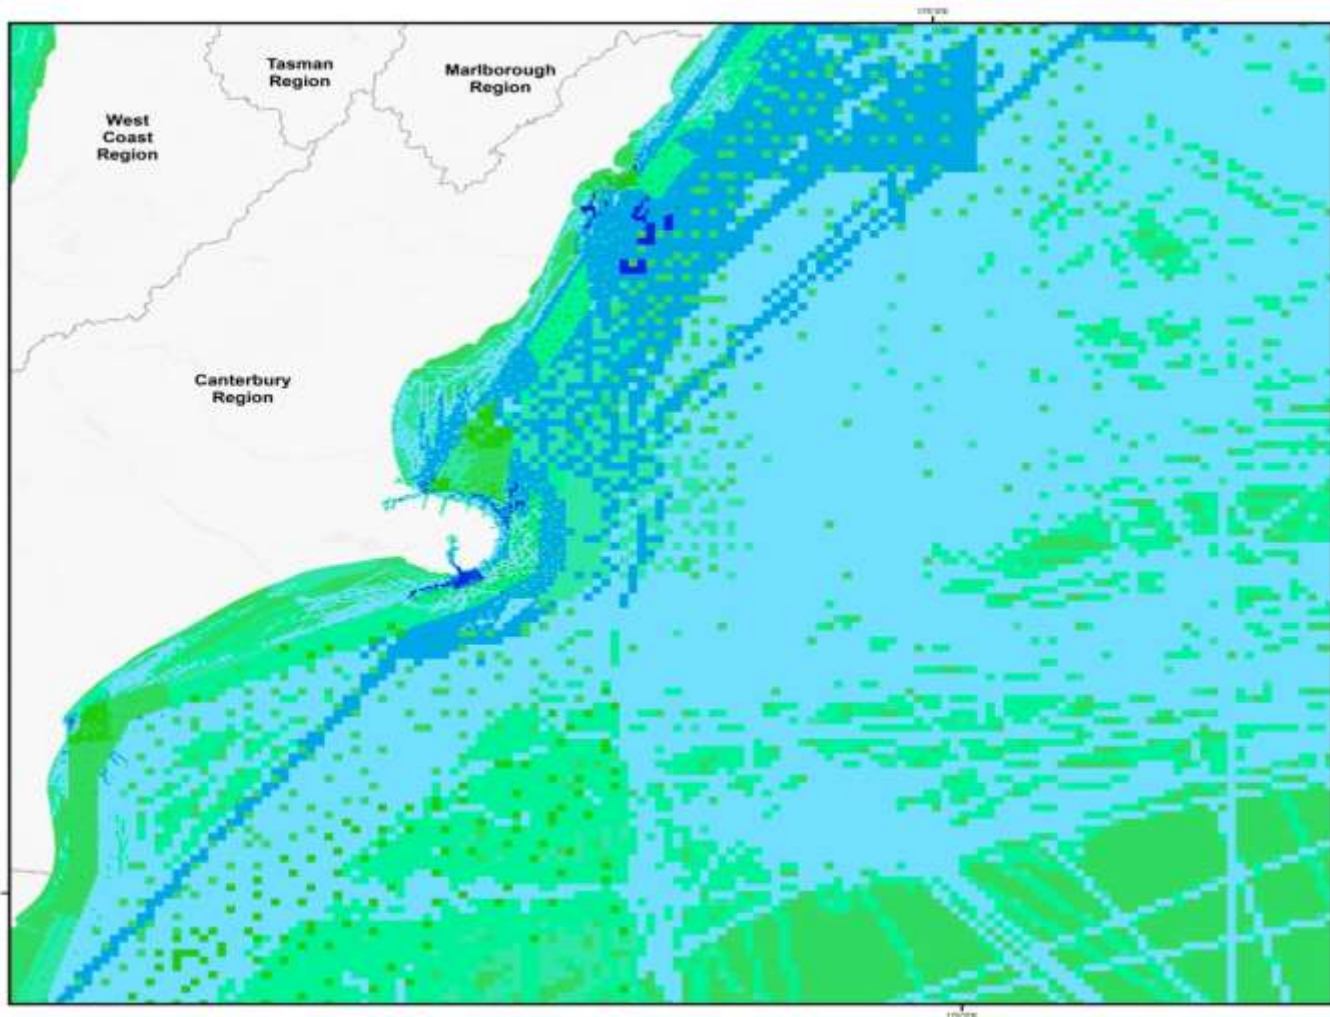 Tasman
Region
Marlborough
Region
West
Coast
Region
Canterbury
Region